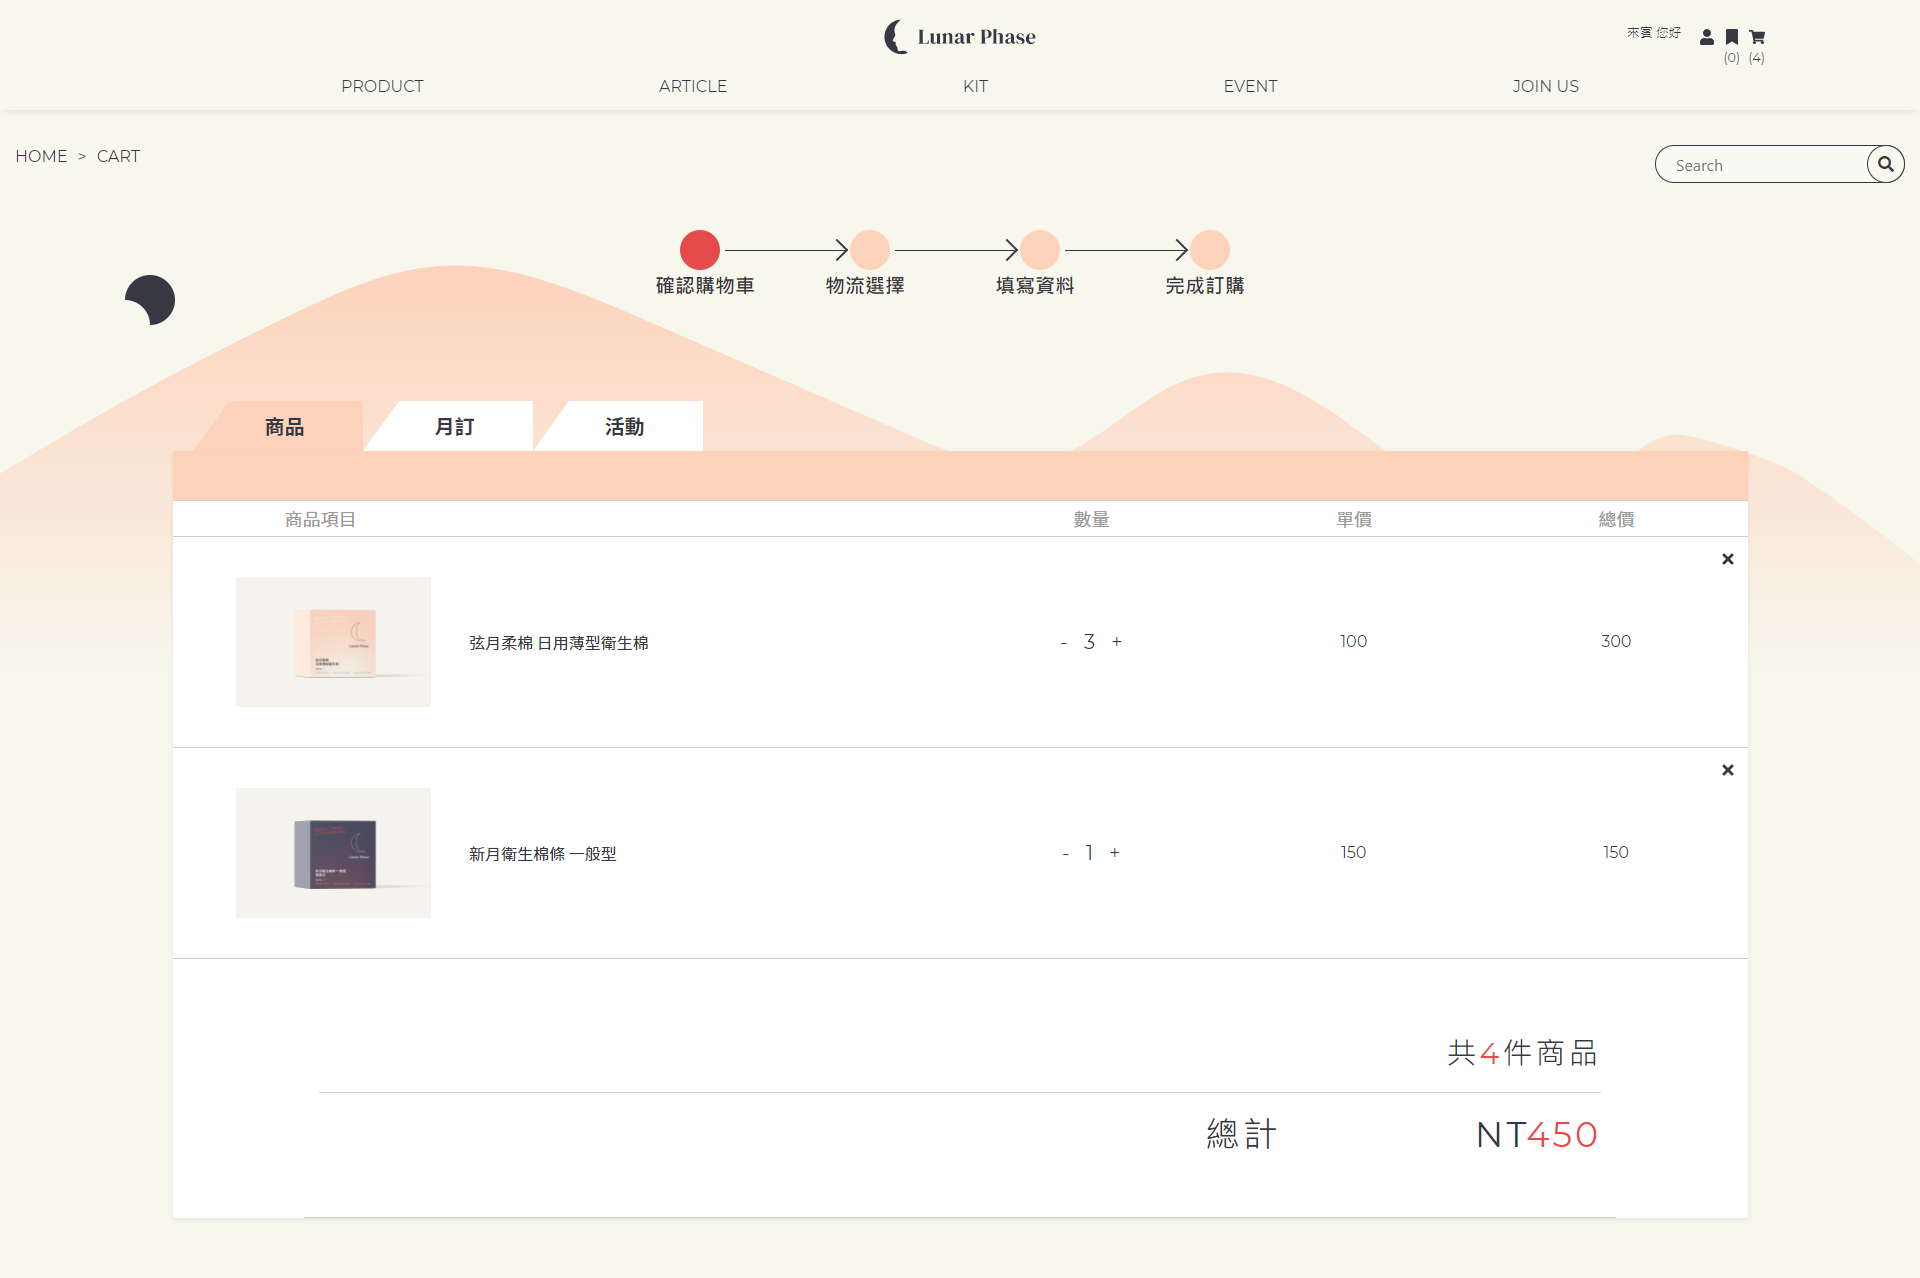 Lunar Phase
來賓 您好
(0) (4)
PRODUCT ARTICLE KIT EVENT JOIN US
HOME > CART
Search
確認購物車 物流選擇 填寫資料 完成訂購
商品 月訂 活動
商品項目 數量 單價 總價
Lunar Phase
弦月柔棉 日用薄型衛生棉 - 3 + 100 300
Lunar Phase
新月衛生棉條 一般型 - 1 + 150 150
共4件商品
總計 NT450